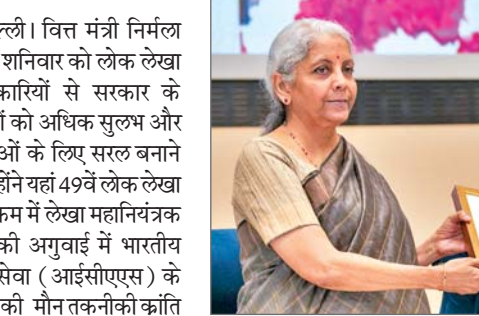 ल्ली। वित्त मंत्री निर्मला
शनिवार को लोक लेखा
कारियों से सरकार के
ों को अधिक सुलभ और
ओं के लिए सरल बनाने
होंने यहां 49वें लोक लेखा
क्रम में लेखा महानियंत्रक
की अगुवाई में भारतीय
सेवा ( आईसीएएस ) के
की मौन तकनीकी क्रांति